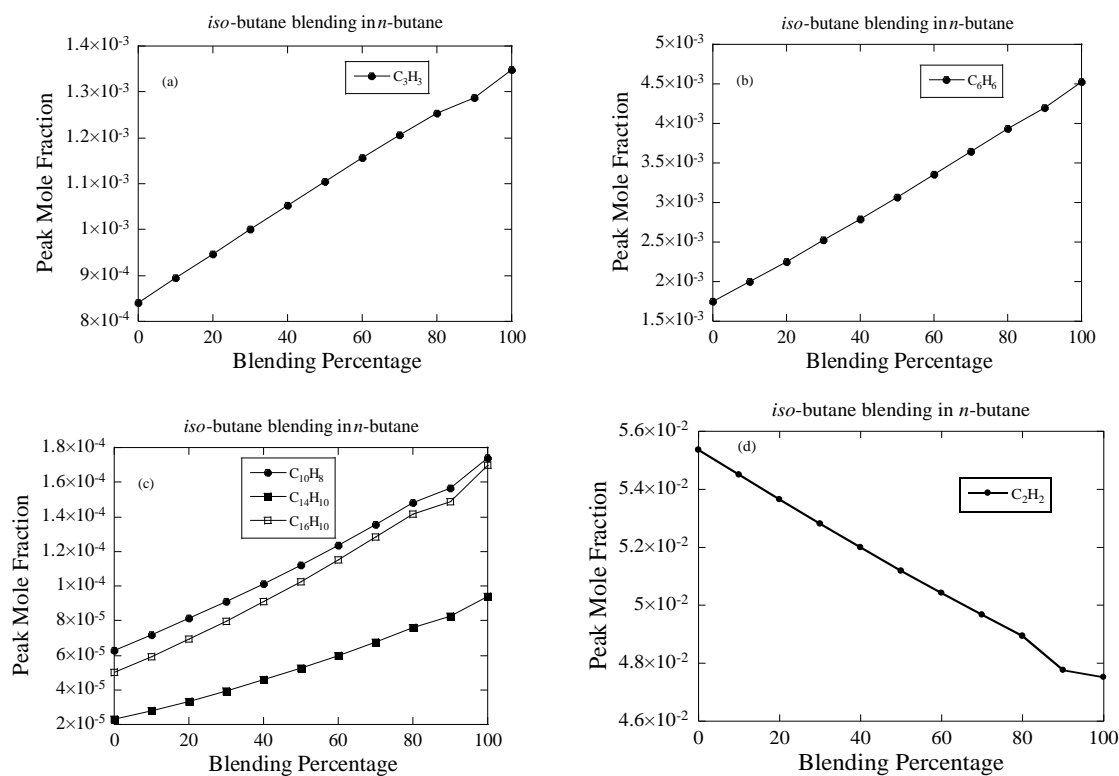 iso-butane blending in n-butane
(a)
C₃H₃
1.4×10⁻³
1.3×10⁻³
1.2×10⁻³
1.1×10⁻³
1×10⁻³
9×10⁻⁴
8×10⁻⁴
Peak Mole Fraction
0 20 40 60 80 100
Blending Percentage
iso-butane blending in n-butane
(b)
C₆H₆
5×10⁻³
4.5×10⁻³
4×10⁻³
3.5×10⁻³
3×10⁻³
2.5×10⁻³
2×10⁻³
1.5×10⁻³
Peak Mole Fraction
0 20 40 60 80 100
Blending Percentage
iso-butane blending in n-butane
(c)
C₁₀H₈
C₁₄H₁₀
C₁₆H₁₀
1.8×10⁻⁴
1.6×10⁻⁴
1.4×10⁻⁴
1.2×10⁻⁴
1×10⁻⁴
8×10⁻⁵
6×10⁻⁵
4×10⁻⁵
2×10⁻⁵
Peak Mole Fraction
0 20 40 60 80 100
Blending Percentage
iso-butane blending in n-butane
(d)
C₂H₂
5.6×10⁻²
5.4×10⁻²
5.2×10⁻²
5×10⁻²
4.8×10⁻²
4.6×10⁻²
Peak Mole Fraction
0 20 40 60 80 100
Blending Percentage